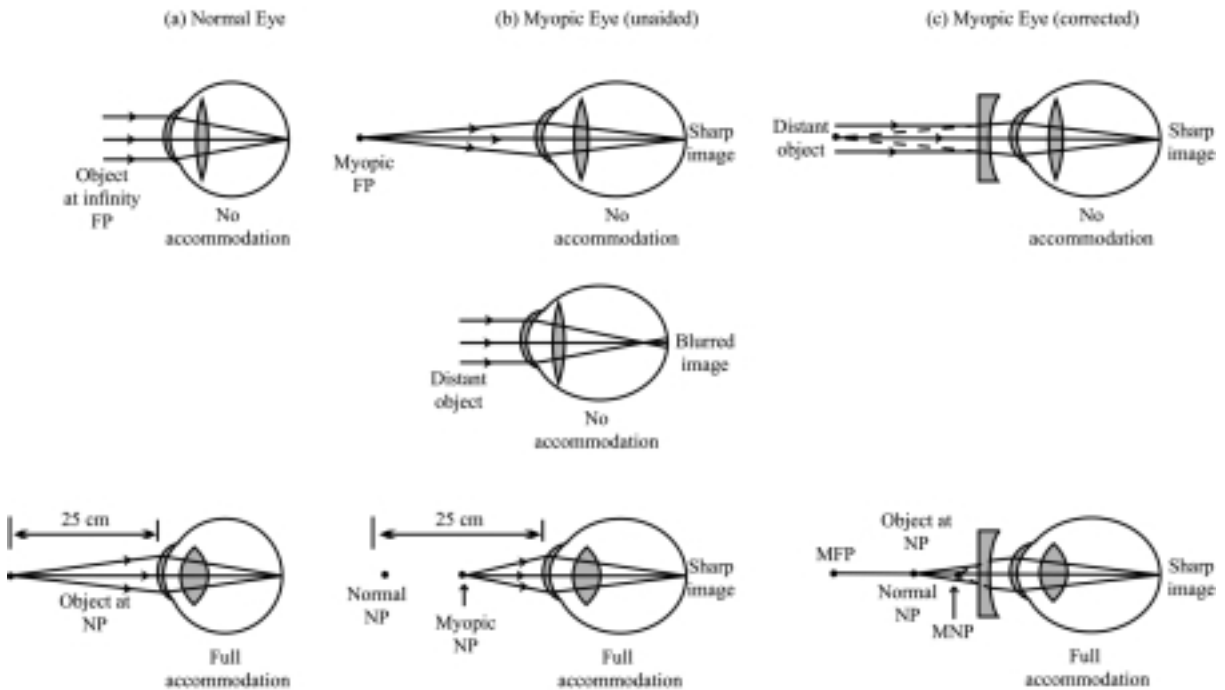 (a) Normal Eye
(b) Myopic Eye (unaided)
(c) Myopic Eye (corrected)
Object
at infinity
FP
No
accommodation
Myopic
FP
Sharp
image
No
accommodation
Distant
object
Sharp
image
No
accommodation
Distant
object
Blurred
image
No
accommodation
25 cm
Object at
NP
Full
accommodation
25 cm
Normal
NP
Myopic
NP
Sharp
image
Full
accommodation
MFP
Object at
NP
Normal
NP
MNP
Sharp
image
Full
accommodation